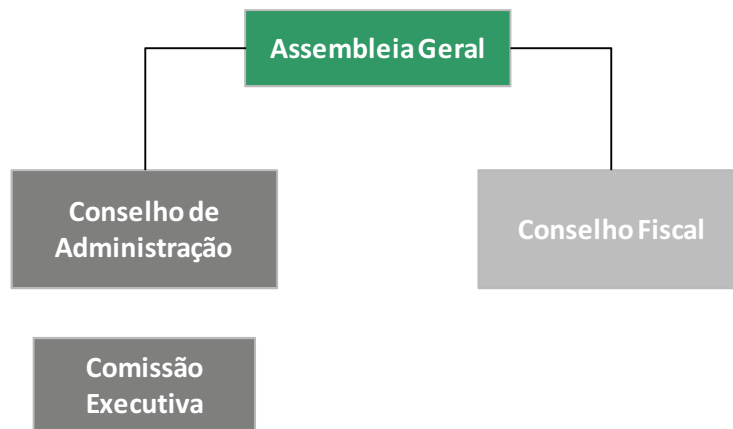 Assembleia Geral
Conselho de
Administração
Conselho Fiscal
Comissão
Executiva